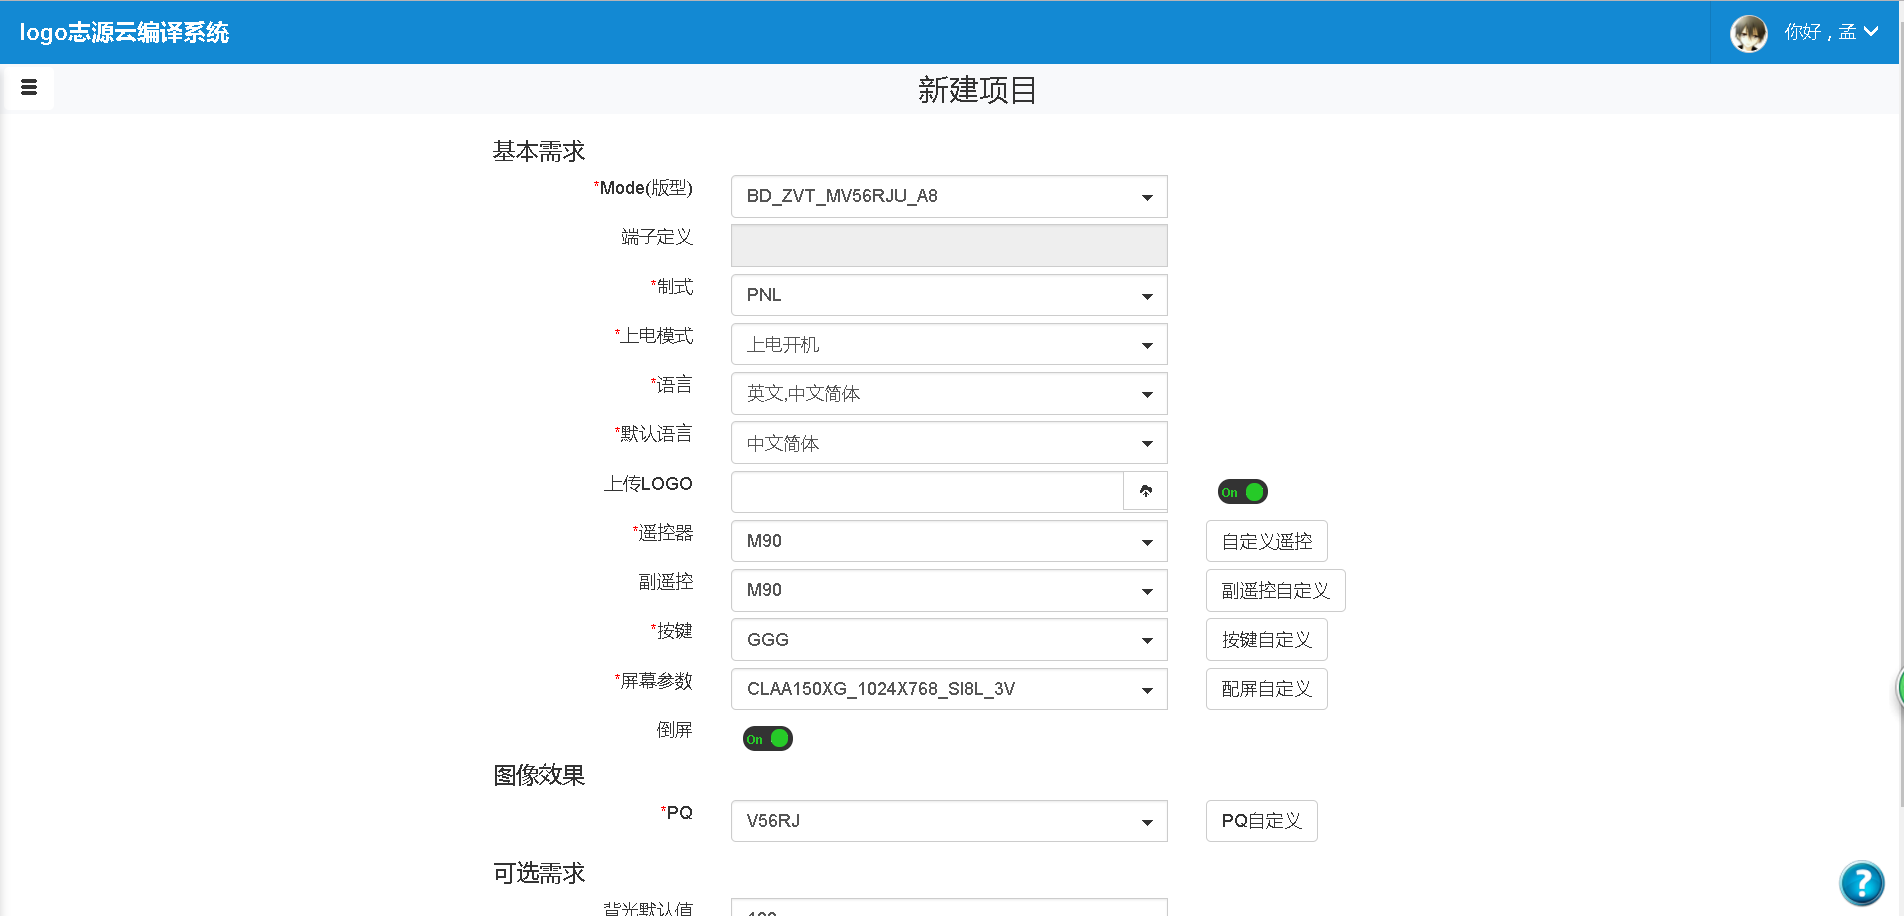 logo志源云编译系统
你好，孟
新建项目
基本需求
*Mode(版型)
BD_ZVT_MV56RJU_A8
端子定义
*制式
PNL
*上电模式
上电开机
*语言
英文,中文简体
*默认语言
中文简体
上传LOGO
On
*遥控器
M90
自定义遥控
副遥控
M90
副遥控自定义
*按键
GGG
按键自定义
*屏幕参数
CLAA150XG_1024X768_SI8L_3V
配屏自定义
倒屏
On
图像效果
*PQ
V56RJ
PQ自定义
可选需求
背光默认值